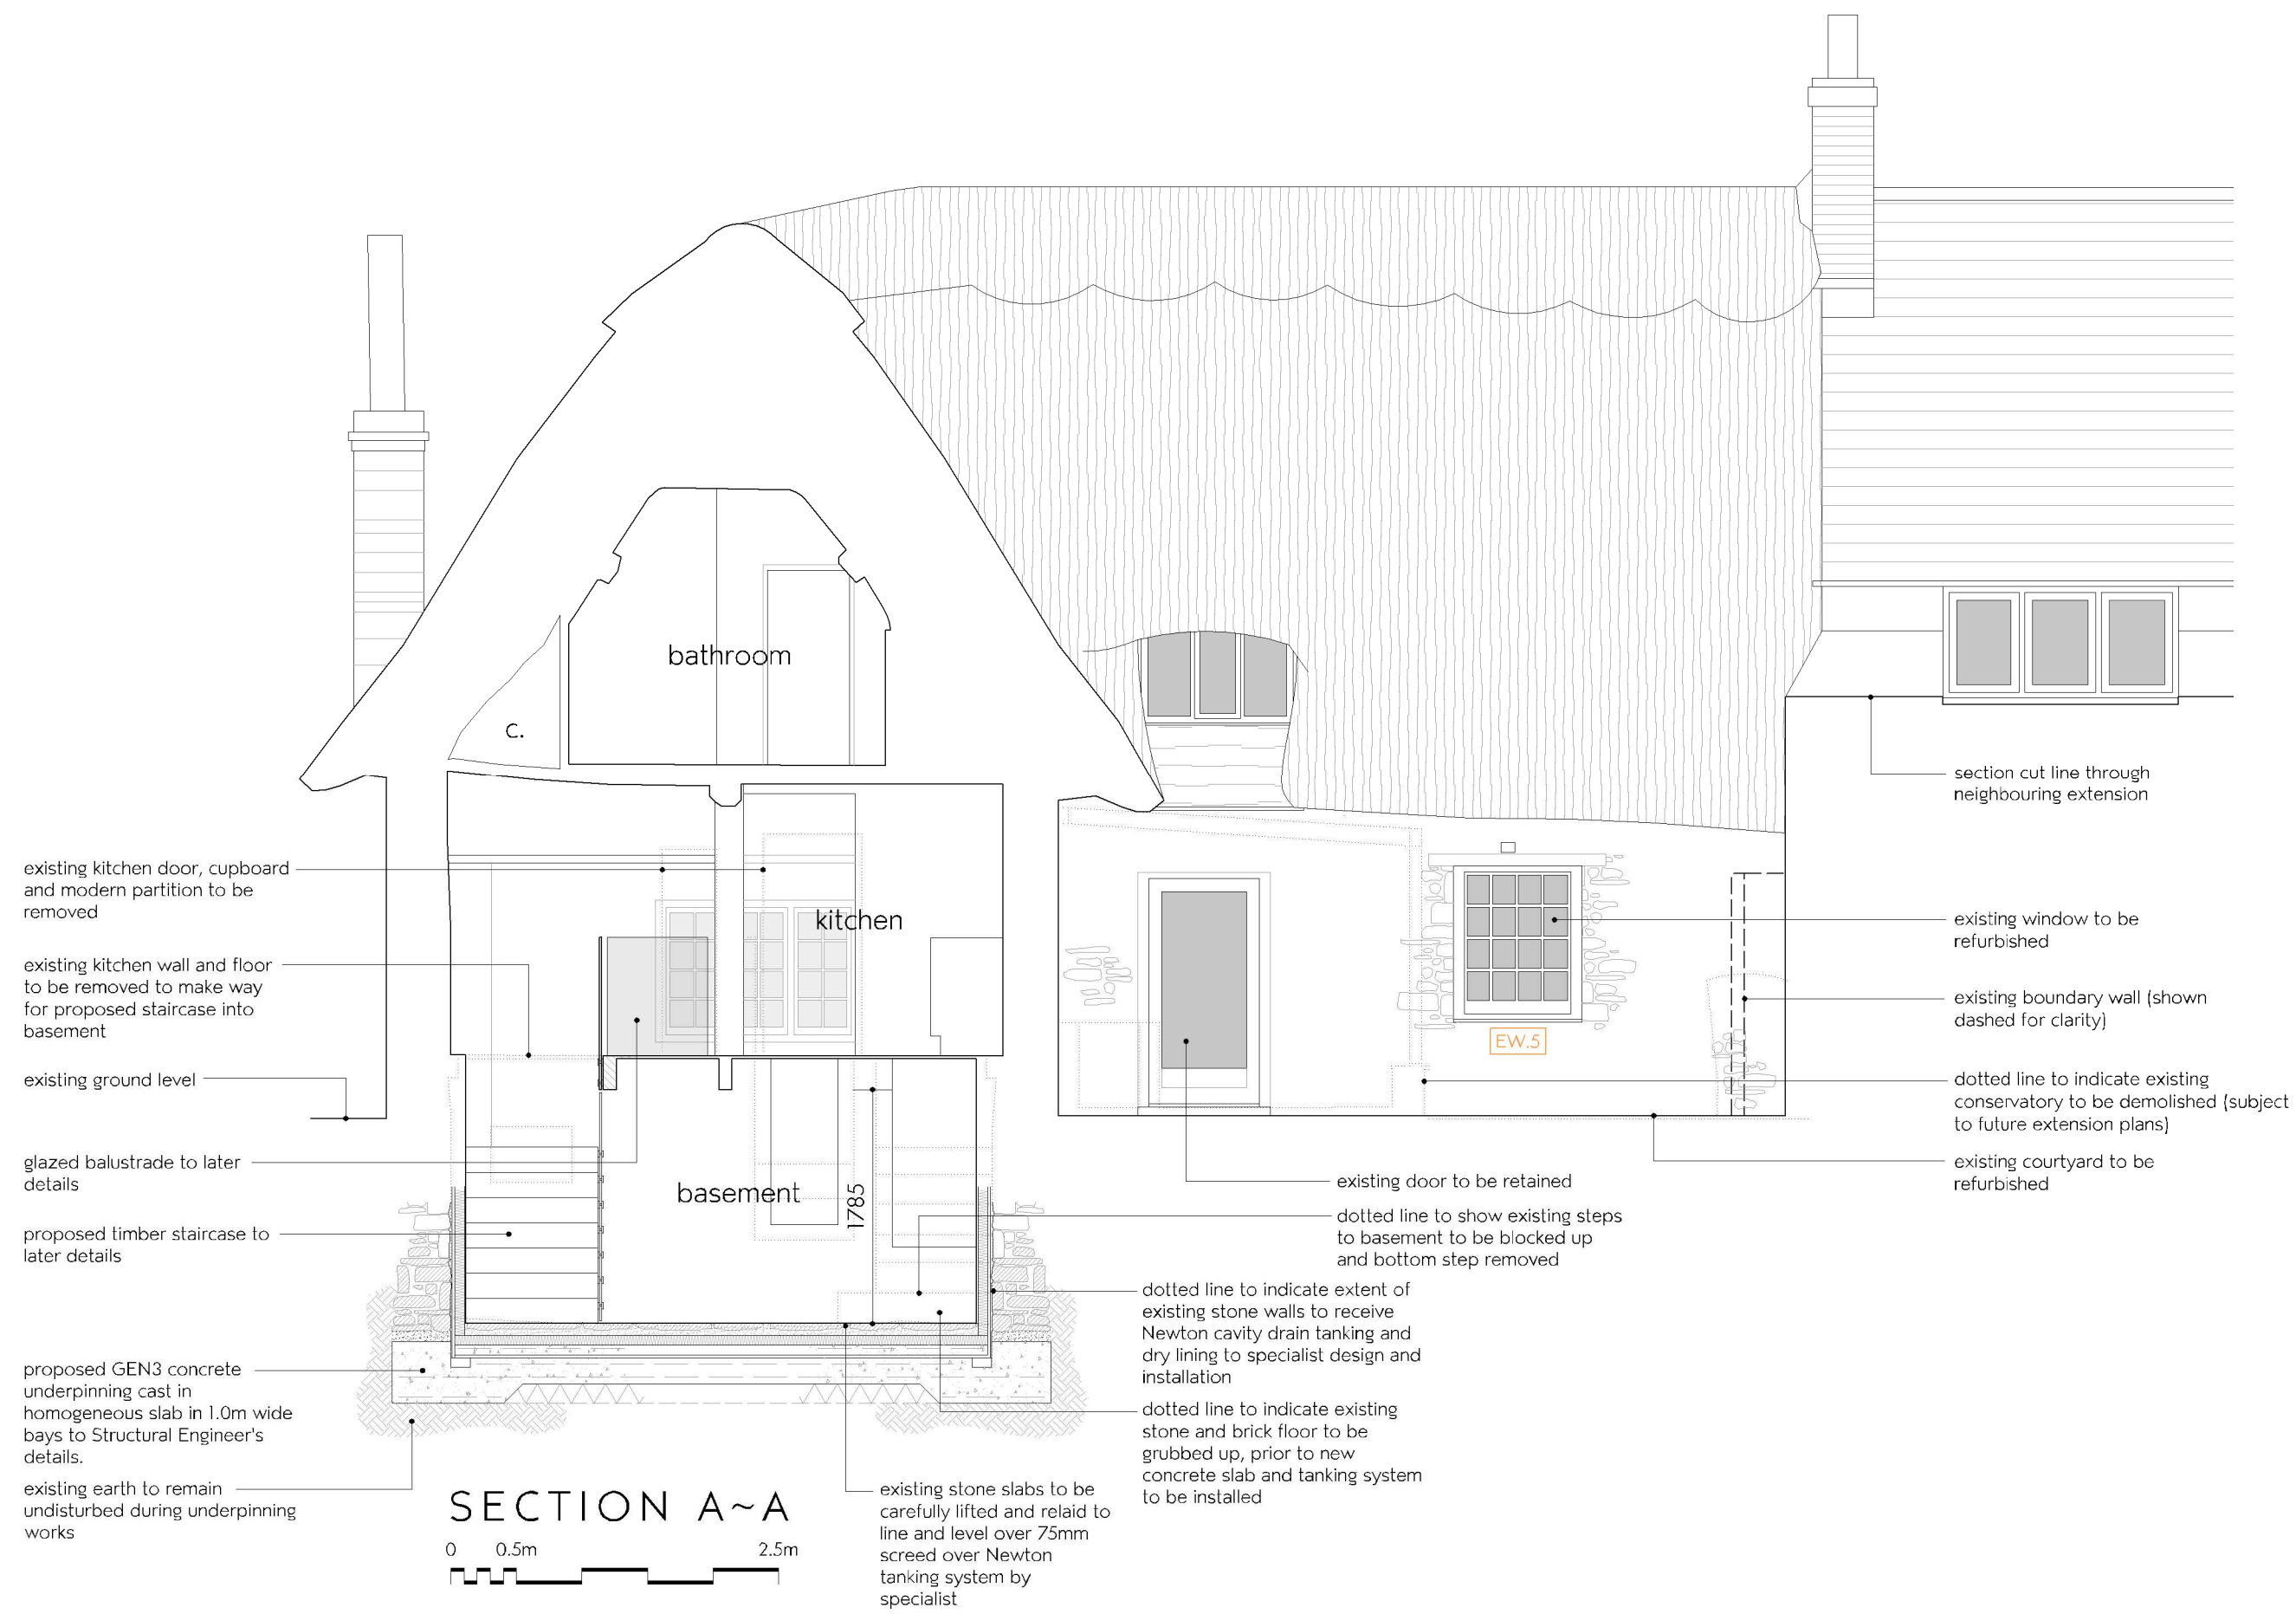 bathroom
c.
section cut line through
neighbouring extension
existing kitchen door, cupboard
and modern partition to be
removed
kitchen
existing window to be
refurbished
existing kitchen wall and floor
to be removed to make way
for proposed staircase into
basement
existing boundary wall (shown
dashed for clarity)
EW.5
existing ground level
dotted line to indicate existing
conservatory to be demolished (subject
to future extension plans)
glazed balustrade to later
details
basement
1785
existing door to be retained
existing courtyard to be
refurbished
dotted line to show existing steps
to basement to be blocked up
and bottom step removed
proposed timber staircase to
later details
dotted line to indicate extent of
existing stone walls to receive
Newton cavity drain tanking and
dry lining to specialist design and
installation
proposed GEN3 concrete
underpinning cast in
homogeneous slab in 1.0m wide
bays to Structural Engineer's
details.
dotted line to indicate existing
stone and brick floor to be
grubbed up, prior to new
concrete slab and tanking system
to be installed
existing earth to remain
undisturbed during underpinning
works
existing stone slabs to be
carefully lifted and relaid to
line and level over 75mm
screed over Newton
tanking system by
specialist
SECTION A~A
0 0.5m 2.5m